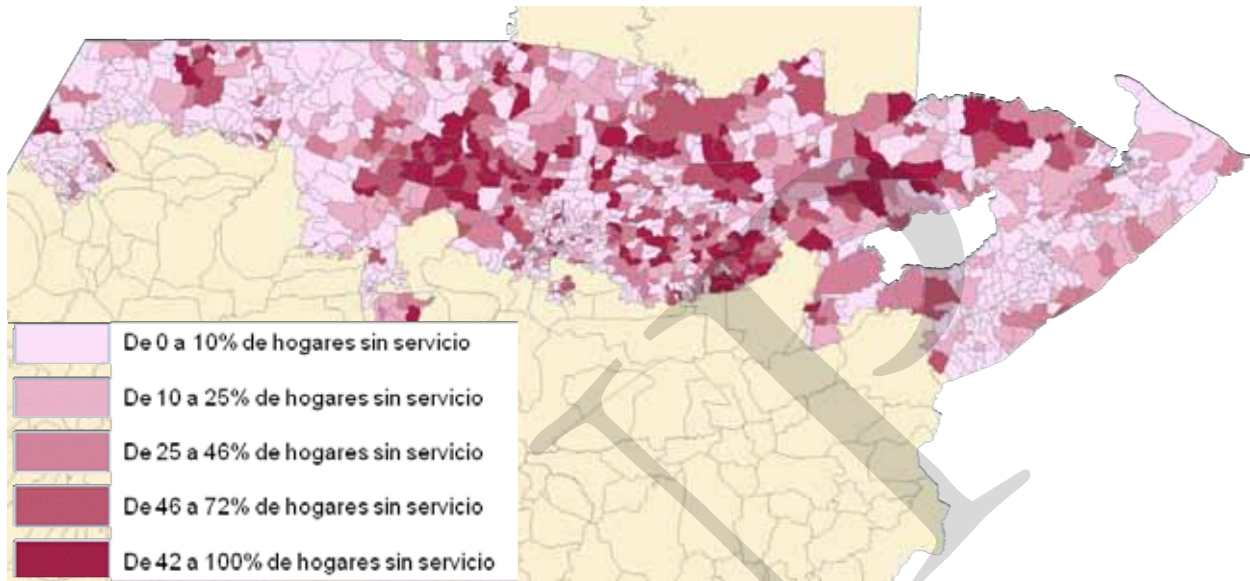 De 0 a 10% de hogares sin servicio
De 10 a 25% de hogares sin servicio
De 25 a 46% de hogares sin servicio
De 46 a 72% de hogares sin servicio
De 42 a 100% de hogares sin servicio